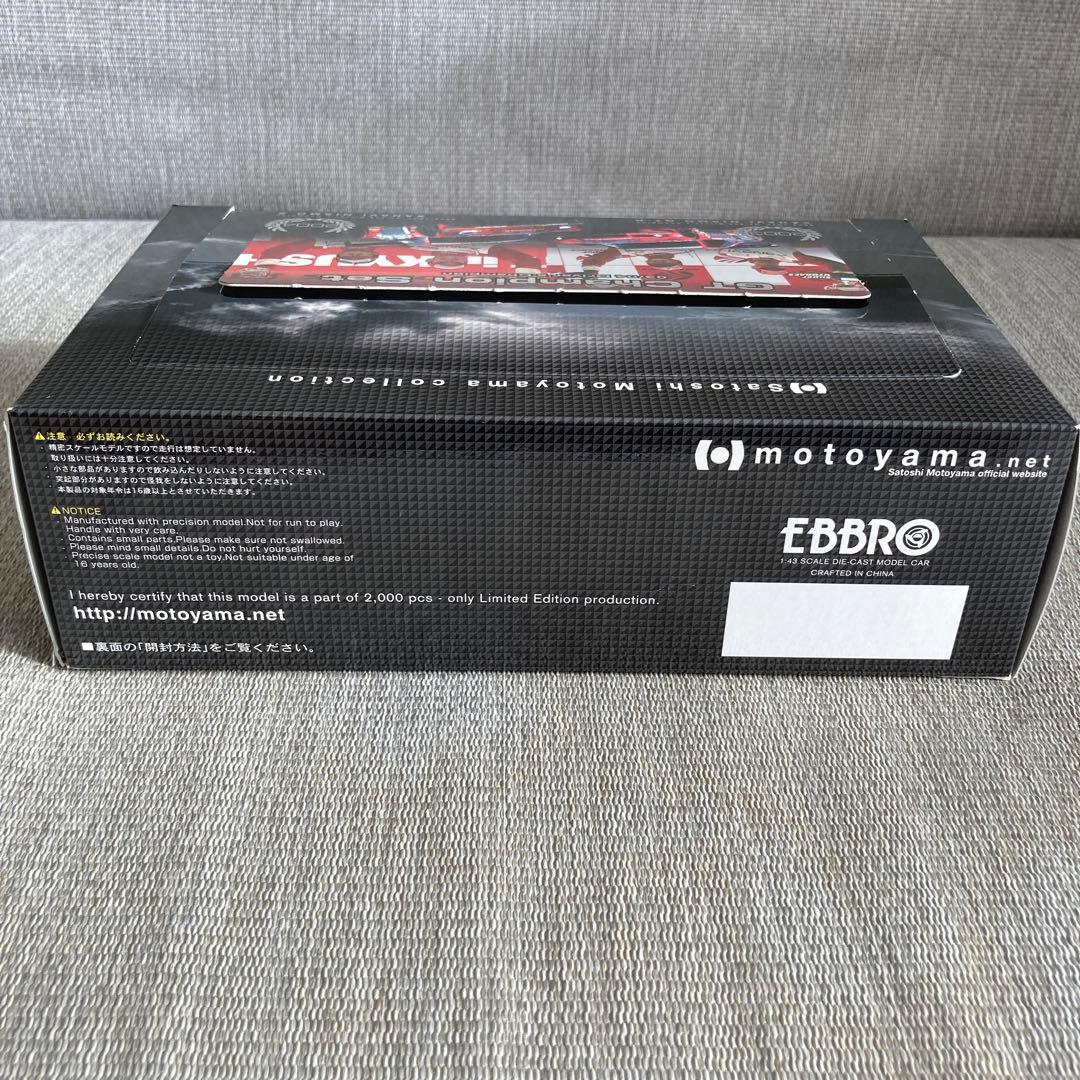 GT Champion Set
Satoshi Motoyama collection
注意 必ずお読みください。
・精密スケールモデルですので走行は想定していません。
取り扱いには十分注意してください。
・小さな部品がありますので飲み込んだりしないように注意してください。
・突起部分がありますので怪我をしないように注意してください。
本製品の対象年令は16歳以上とさせていただきます。
NOTICE
・Manufactured with precision model.Not for run to play.
Handle with very care.
・Contains small parts.Please make sure not swallowed.
・Please mind small details.Do not hurt yourself.
・Precise scale model not a toy.Not suitable under age of
16 years old.
I hereby certify that this model is a part of 2,000 pcs - only Limited Edition production.
http://motoyama.net
■裏面の「開封方法」をご覧ください。
motoyama.net
Satoshi Motoyama official website
EBBRO
1:43 SCALE DIE-CAST MODEL CAR
CRAFTED IN CHINA